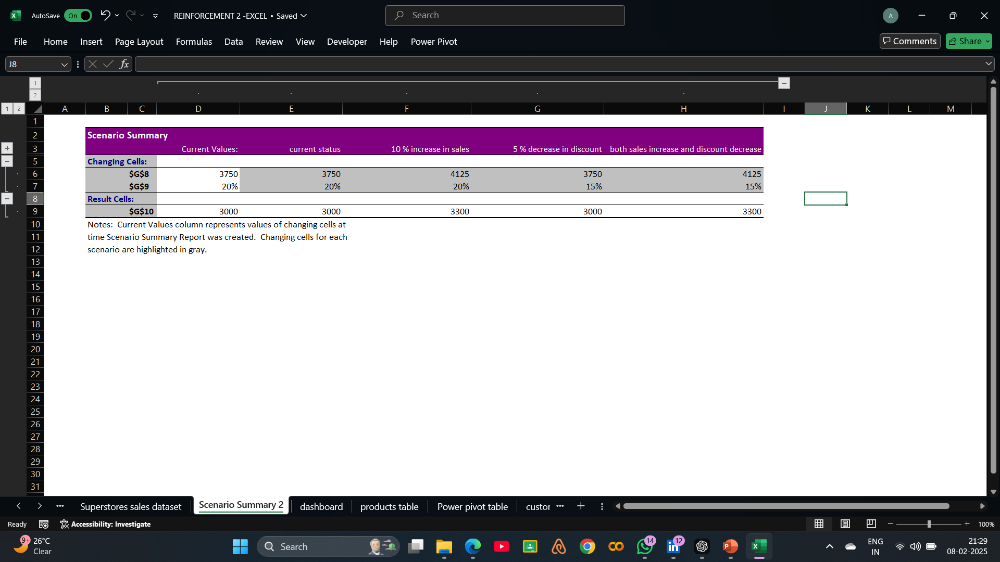 AutoSave On REINFORCEMENT 2 -EXCEL • Saved Search A
File Home Insert Page Layout Formulas Data Review View Developer Help Power Pivot Comments Share
J8 fx
1
2
1 2 A B C D E F G H I J K L M
1
2 Scenario Summary
3 Current Values: current status 10 % increase in sales 5 % decrease in discount both sales increase and discount decrease
5 Changing Cells:
6 $G$8 3750 3750 4125 3750 4125
7 $G$9 20% 20% 20% 15% 15%
8 Result Cells:
9 $G$10 3000 3000 3300 3000 3300
10 Notes: Current Values column represents values of changing cells at
11 time Scenario Summary Report was created. Changing cells for each
12 scenario are highlighted in gray.
13
14
15
16
17
18
19
20
21
22
23
24
25
26
27
28
29
30
31
Superstores sales dataset Scenario Summary 2 dashboard products table Power pivot table custor
Ready Accessibility: Investigate 100%
9+ 26°C Search 14 12 ENG 21:29
Clear IN 08-02-2025